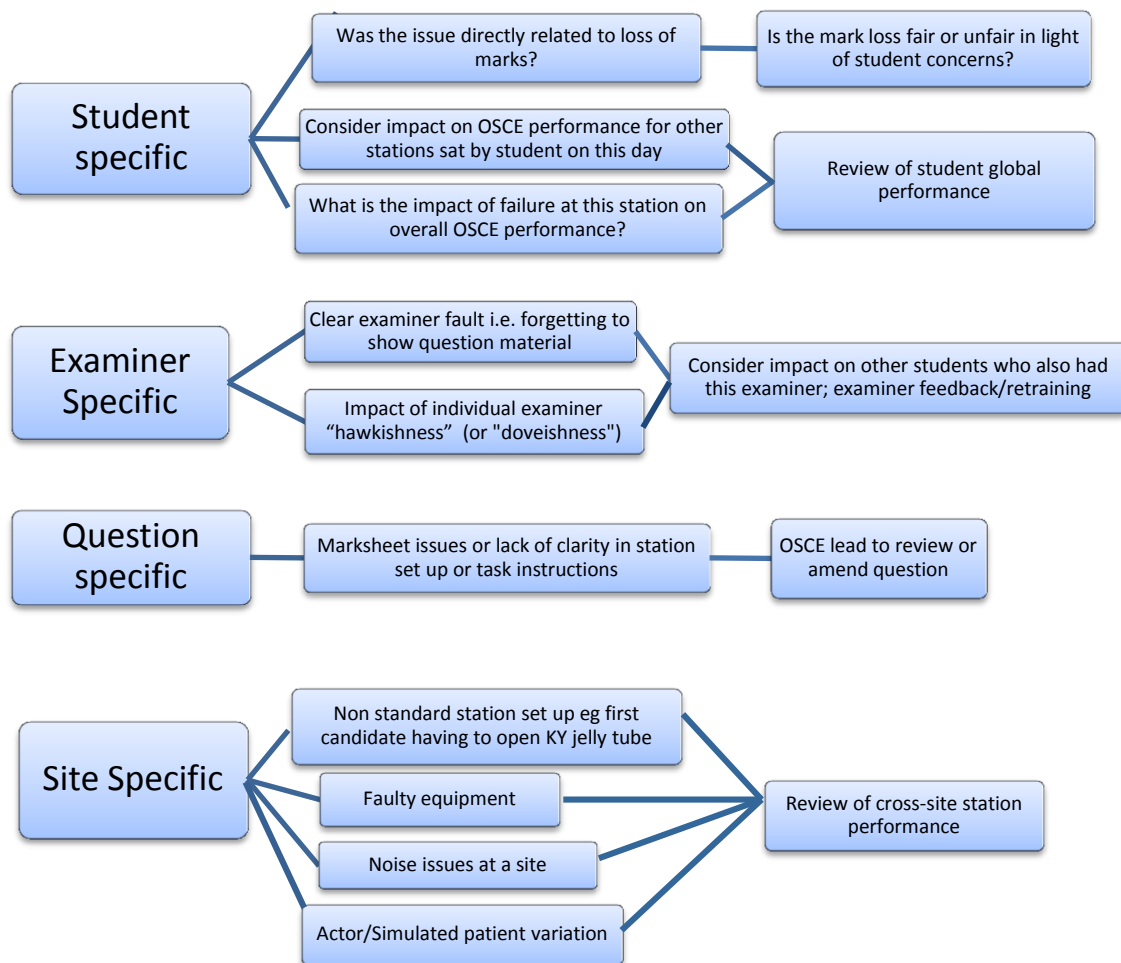 Student
specific
Was the issue directly related to loss of
marks?
Is the mark loss fair or unfair in light
of student concerns?
Consider impact on OSCE performance for other
stations sat by student on this day
What is the impact of failure at this station on
overall OSCE performance?
Review of student global
performance
Examiner
Specific
Clear examiner fault i.e. forgetting to
show question material
Impact of individual examiner
“hawkishness” (or "doveishness")
Consider impact on other students who also had
this examiner; examiner feedback/retraining
Question
specific
Marksheet issues or lack of clarity in station
set up or task instructions
OSCE lead to review or
amend question
Site Specific
Non standard station set up eg first
candidate having to open KY jelly tube
Faulty equipment
Noise issues at a site
Actor/Simulated patient variation
Review of cross-site station
performance